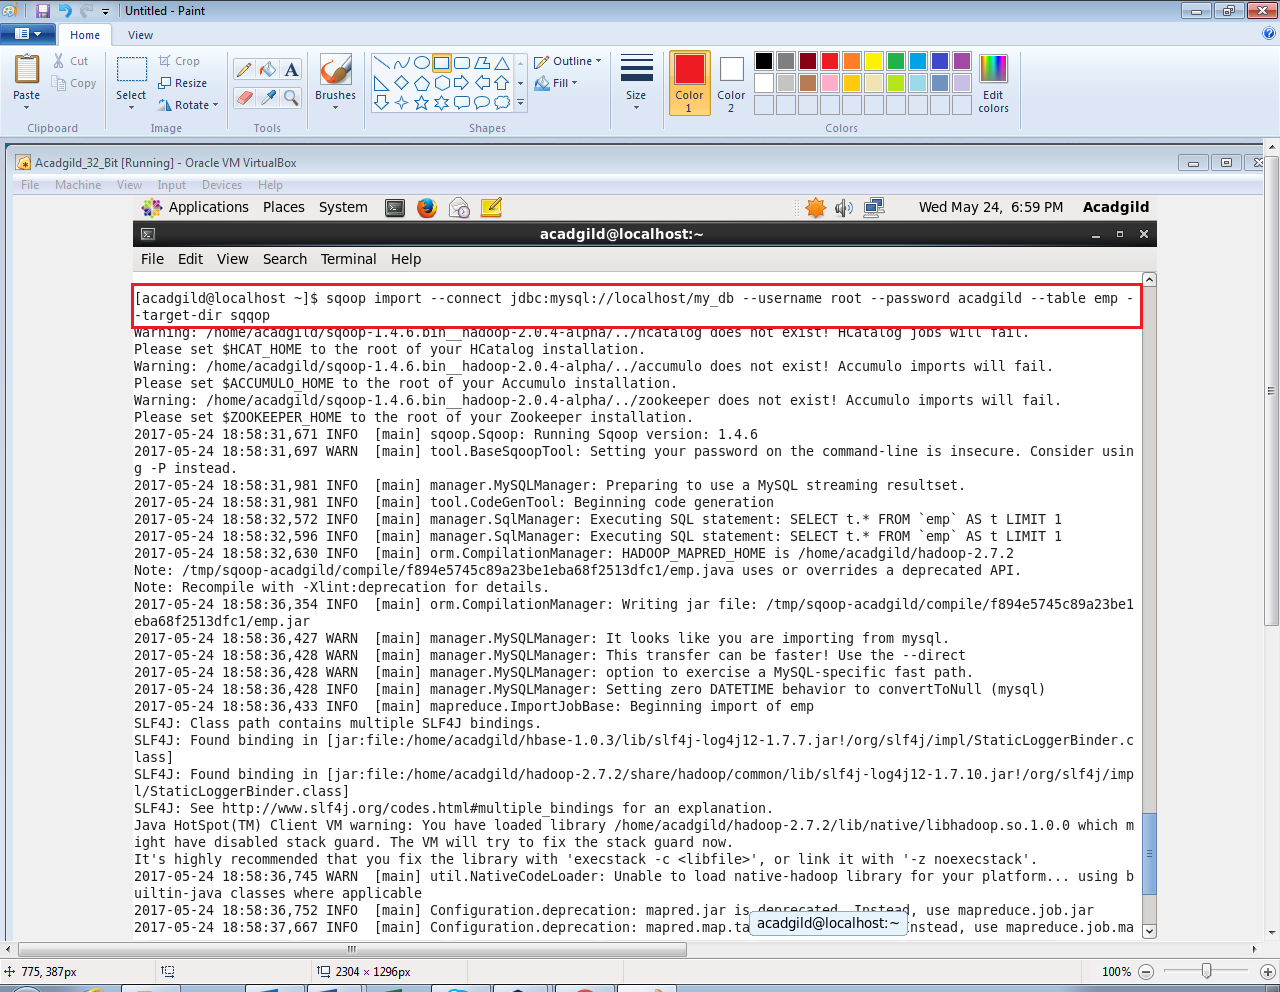 Untitled - Paint
Home View
Paste Cut Copy Select Crop Resize Rotate Brushes Outline Fill Size Color 1 Color 2 Edit colors
Clipboard Image Tools Shapes Colors
Acadgild_32_Bit [Running] - Oracle VM VirtualBox
File Machine View Input Devices Help
Applications Places System Wed May 24, 6:59 PM Acadgild
acadgild@localhost:~
File Edit View Search Terminal Help
[acadgild@localhost ~]$ sqoop import --connect jdbc:mysql://localhost/my_db --username root --password acadgild --table emp -
-target-dir sqqop
Warning: /home/acadgild/sqoop-1.4.6.bin__hadoop-2.0.4-alpha/../hcatalog does not exist! HCatalog jobs will fail.
Please set $HCAT_HOME to the root of your HCatalog installation.
Warning: /home/acadgild/sqoop-1.4.6.bin__hadoop-2.0.4-alpha/../accumulo does not exist! Accumulo imports will fail.
Please set $ACCUMULO_HOME to the root of your Accumulo installation.
Warning: /home/acadgild/sqoop-1.4.6.bin__hadoop-2.0.4-alpha/../zookeeper does not exist! Accumulo imports will fail.
Please set $ZOOKEEPER_HOME to the root of your Zookeeper installation.
2017-05-24 18:58:31,671 INFO  [main] sqoop.Sqoop: Running Sqoop version: 1.4.6
2017-05-24 18:58:31,697 WARN  [main] tool.BaseSqoopTool: Setting your password on the command-line is insecure. Consider usin
g -P instead.
2017-05-24 18:58:31,981 INFO  [main] manager.MySQLManager: Preparing to use a MySQL streaming resultset.
2017-05-24 18:58:31,981 INFO  [main] tool.CodeGenTool: Beginning code generation
2017-05-24 18:58:32,572 INFO  [main] manager.SqlManager: Executing SQL statement: SELECT t.* FROM `emp` AS t LIMIT 1
2017-05-24 18:58:32,596 INFO  [main] manager.SqlManager: Executing SQL statement: SELECT t.* FROM `emp` AS t LIMIT 1
2017-05-24 18:58:32,630 INFO  [main] orm.CompilationManager: HADOOP_MAPRED_HOME is /home/acadgild/hadoop-2.7.2
Note: /tmp/sqoop-acadgild/compile/f894e5745c89a23be1eba68f2513dfc1/emp.java uses or overrides a deprecated API.
Note: Recompile with -Xlint:deprecation for details.
2017-05-24 18:58:36,354 INFO  [main] orm.CompilationManager: Writing jar file: /tmp/sqoop-acadgild/compile/f894e5745c89a23be1
eba68f2513dfc1/emp.jar
2017-05-24 18:58:36,427 WARN  [main] manager.MySQLManager: It looks like you are importing from mysql.
2017-05-24 18:58:36,428 WARN  [main] manager.MySQLManager: This transfer can be faster! Use the --direct
2017-05-24 18:58:36,428 WARN  [main] manager.MySQLManager: option to exercise a MySQL-specific fast path.
2017-05-24 18:58:36,428 INFO  [main] manager.MySQLManager: Setting zero DATETIME behavior to convertToNull (mysql)
2017-05-24 18:58:36,433 INFO  [main] mapreduce.ImportJobBase: Beginning import of emp
SLF4J: Class path contains multiple SLF4J bindings.
SLF4J: Found binding in [jar:file:/home/acadgild/hbase-1.0.3/lib/slf4j-log4j12-1.7.7.jar!/org/slf4j/impl/StaticLoggerBinder.c
lass]
SLF4J: Found binding in [jar:file:/home/acadgild/hadoop-2.7.2/share/hadoop/common/lib/slf4j-log4j12-1.7.10.jar!/org/slf4j/imp
l/StaticLoggerBinder.class]
SLF4J: See http://www.slf4j.org/codes.html#multiple_bindings for an explanation.
Java HotSpot(TM) Client VM warning: You have loaded library /home/acadgild/hadoop-2.7.2/lib/native/libhadoop.so.1.0.0 which m
ight have disabled stack guard. The VM will try to fix the stack guard now.
It's highly recommended that you fix the library with 'execstack -c <libfile>', or link it with '-z noexecstack'.
2017-05-24 18:58:36,745 WARN  [main] util.NativeCodeLoader: Unable to load native-hadoop library for your platform... using b
uiltin-java classes where applicable
2017-05-24 18:58:36,752 INFO  [main] Configuration.deprecation: mapred.jar is deprecated. Instead, use mapreduce.job.jar
2017-05-24 18:58:37,667 INFO  [main] Configuration.deprecation: mapred.map.ta nstead, use mapreduce.job.ma
acadgild@localhost:~
775, 387px 2304 × 1296px 100%